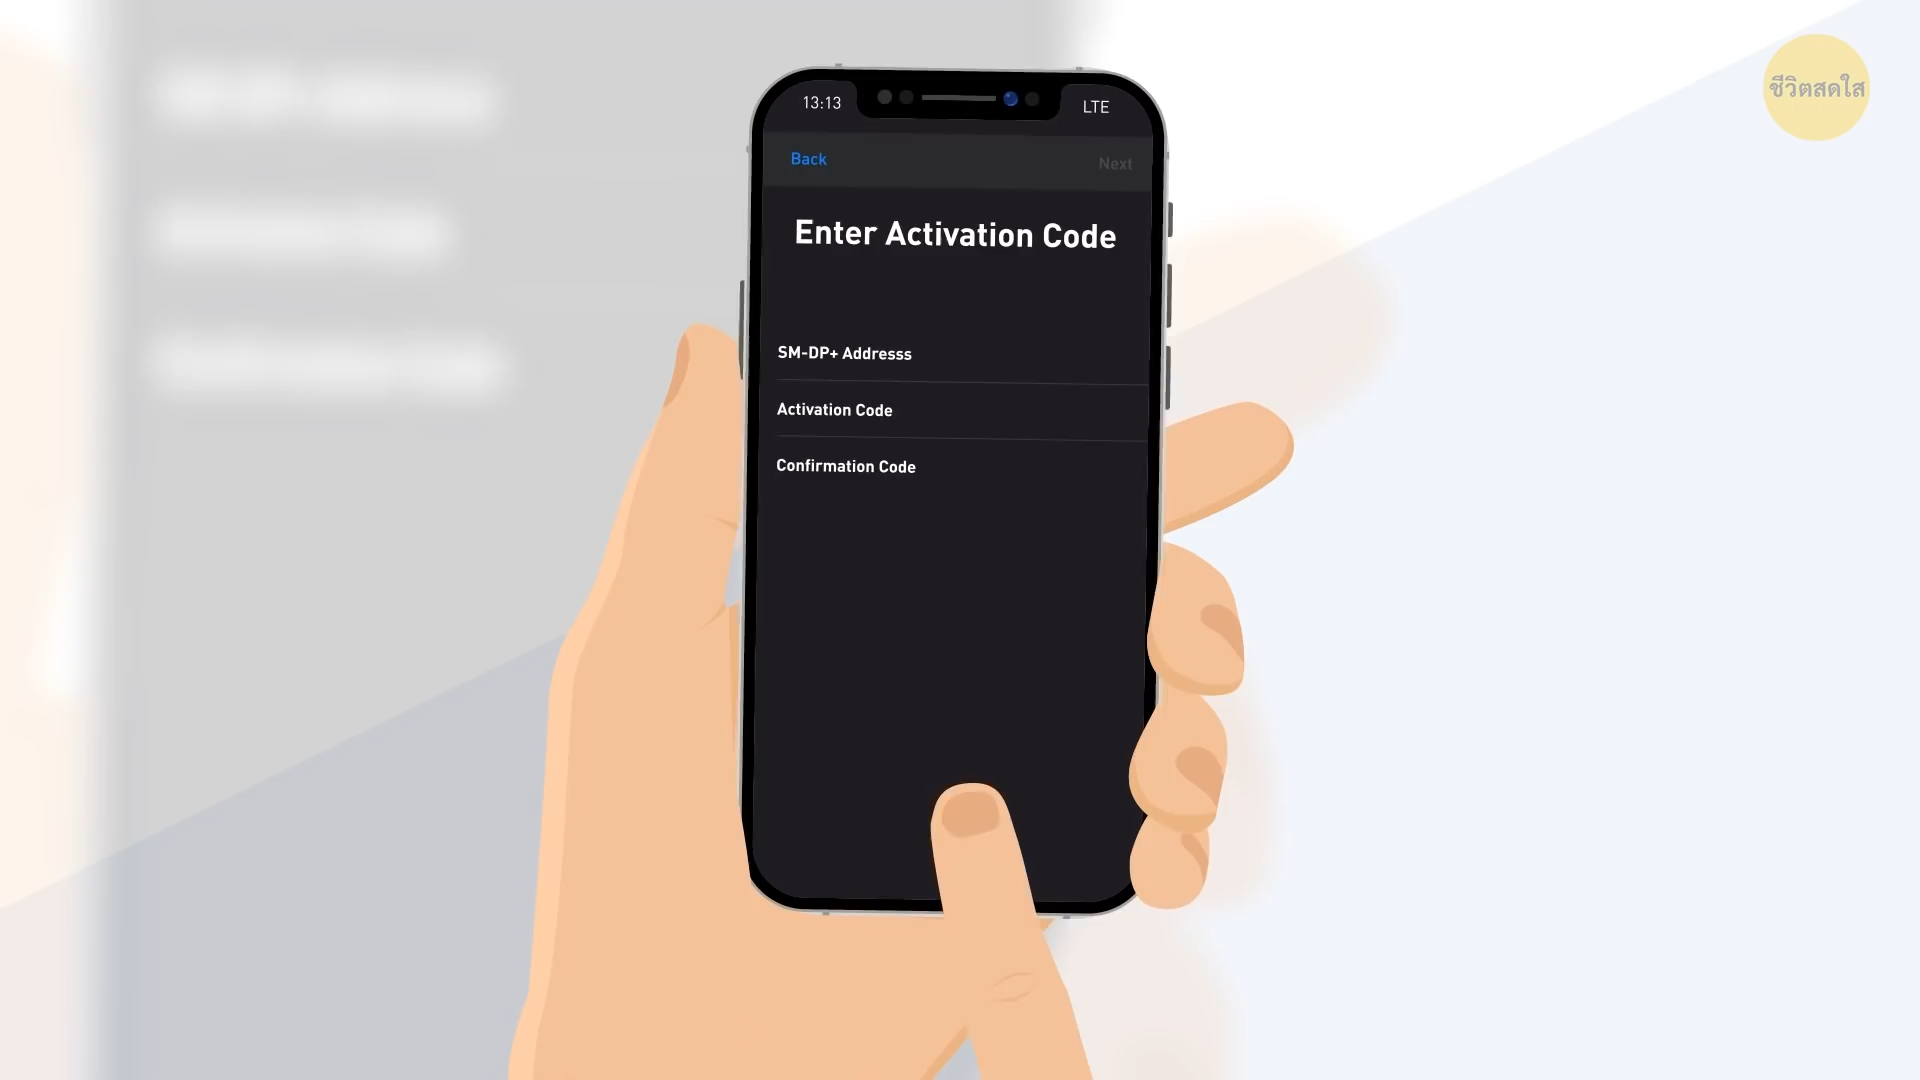 ชีวิตสดใส
13:13
LTE
Back
Next
Enter Activation Code
SM-DP+ Addresss
Activation Code
Confirmation Code